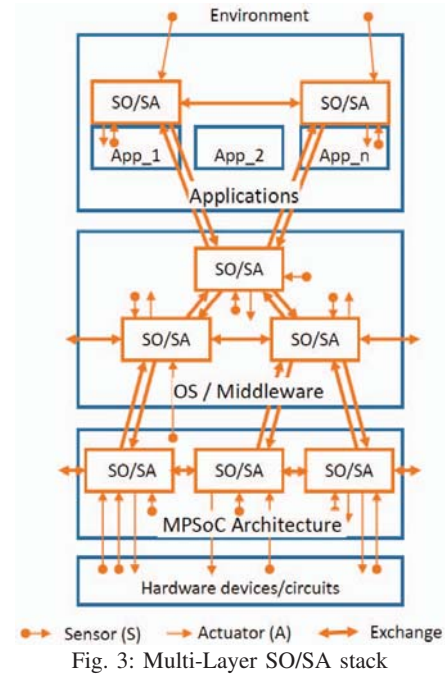 Environment
SO/SA
SO/SA
App_1
App_2
App_n
Applications
SO/SA
SO/SA
SO/SA
OS / Middleware
SO/SA
SO/SA
SO/SA
MPSoC Architecture
Hardware devices/circuits
Sensor (S)
Actuator (A)
Exchange
Fig. 3: Multi-Layer SO/SA stack